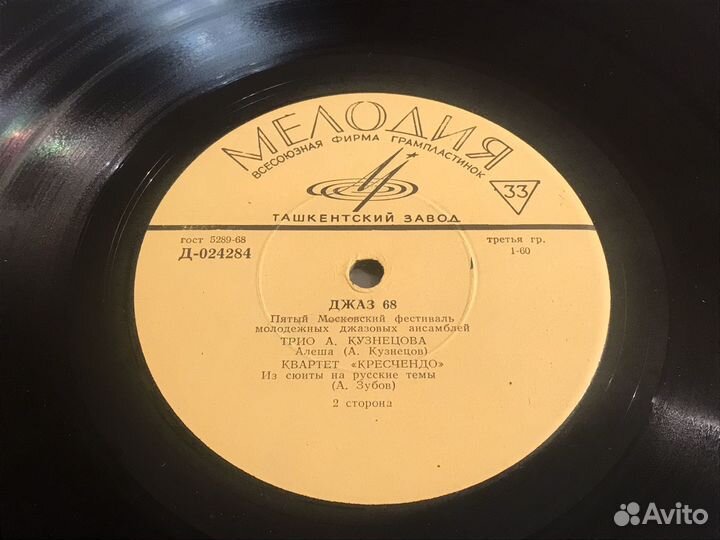 МЕЛОДИЯ
ВСЕСОЮЗНАЯ ФИРМА ГРАМПЛАСТИНОК
33
ТАШКЕНТСКИЙ ЗАВОД
гост 5289-68
третья гр.
Д-024284
1-60
ДЖАЗ 68
Пятый Московский фестиваль
молодежных джазовых ансамблей
ТРИО А. КУЗНЕЦОВА
Алеша (А. Кузнецов)
КВАРТЕТ «КРЕСЧЕНДО»
Из сюиты на русские темы
(А. Зубов)
2 сторона
Avito